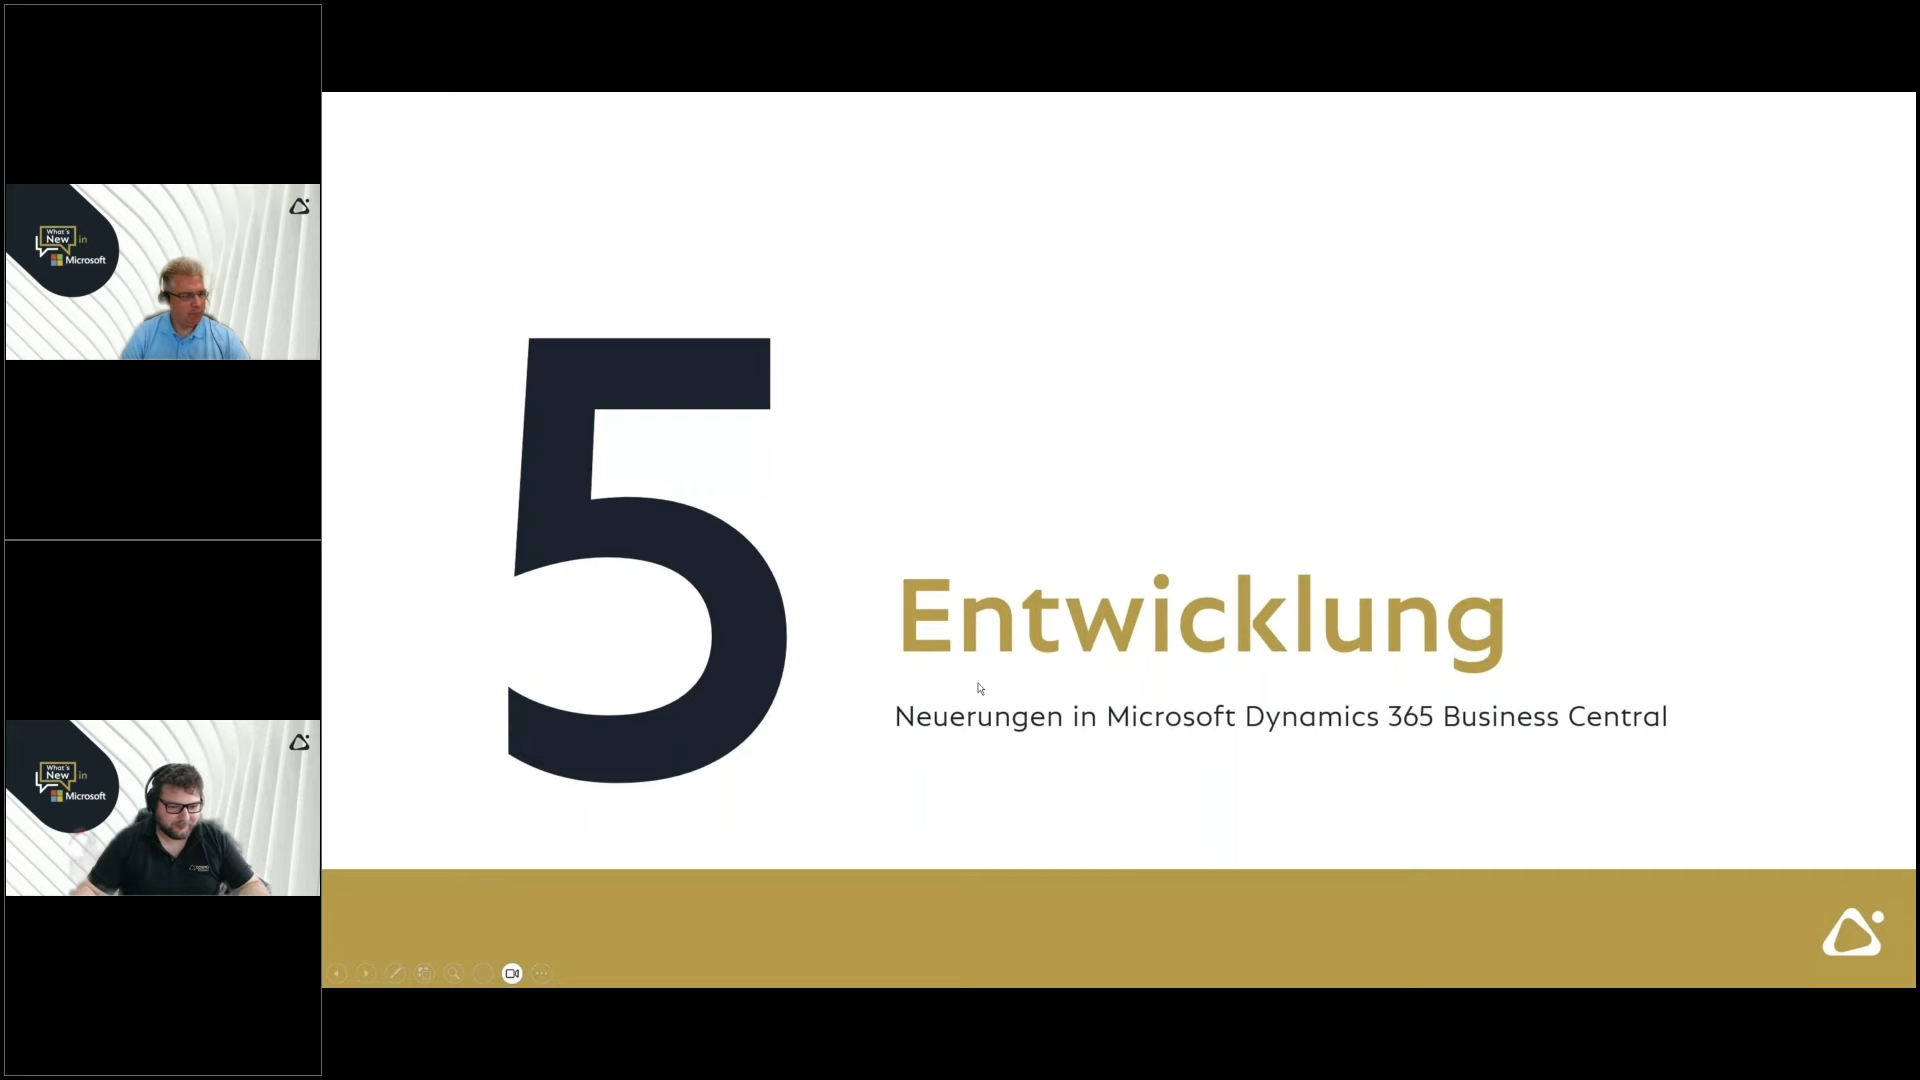 What's
New in
Microsoft
What's
New in
Microsoft
5
Entwicklung
Neuerungen in Microsoft Dynamics 365 Business Central